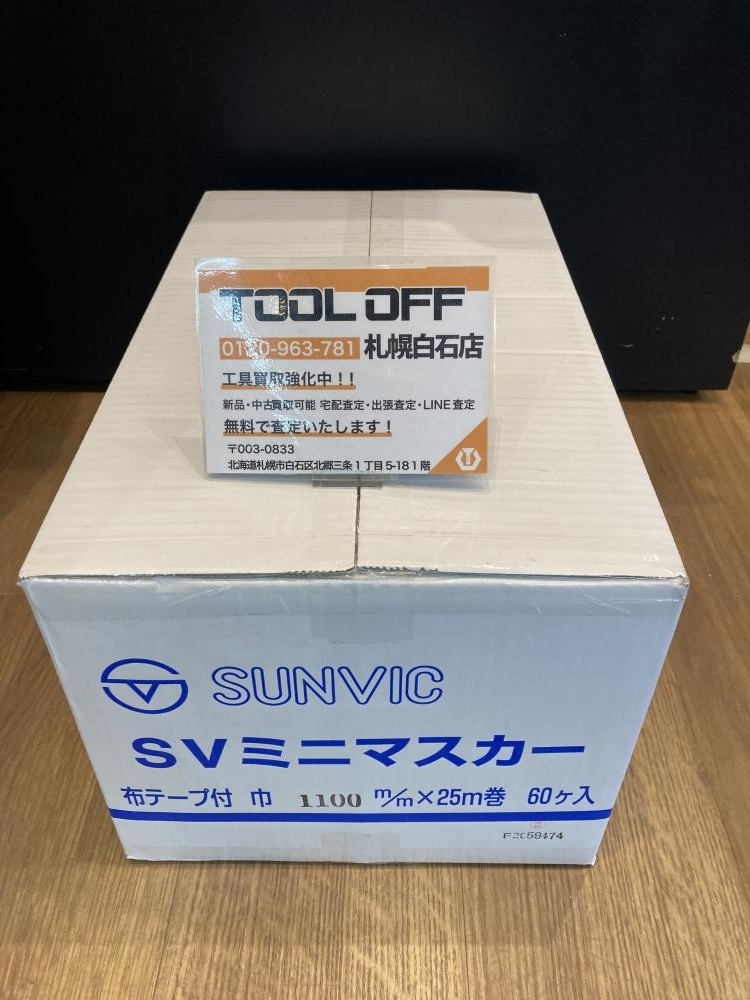 TOOL OFF
0120-963-781 札幌白石店
工具買取強化中！！
新品・中古買取可能 宅配査定・出張査定・LINE査定
無料で査定いたします！
〒003-0833
北海道札幌市白石区北郷三条1丁目5-18 1階
SUNVIC
SVミニマスカー
布テープ付 巾 1100 m/m×25m巻 60ヶ入
F2C59474